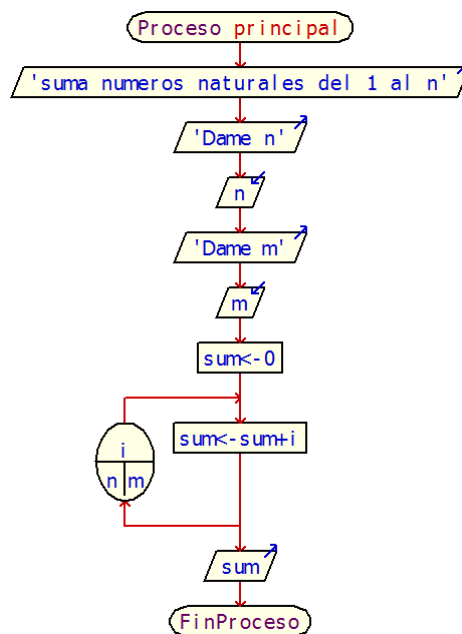 Proceso principal
'suma numeros naturales del 1 al n'
'Dame n'
n
'Dame m'
m
sum<-0
sum<-sum+i
i
n m
sum
FinProceso